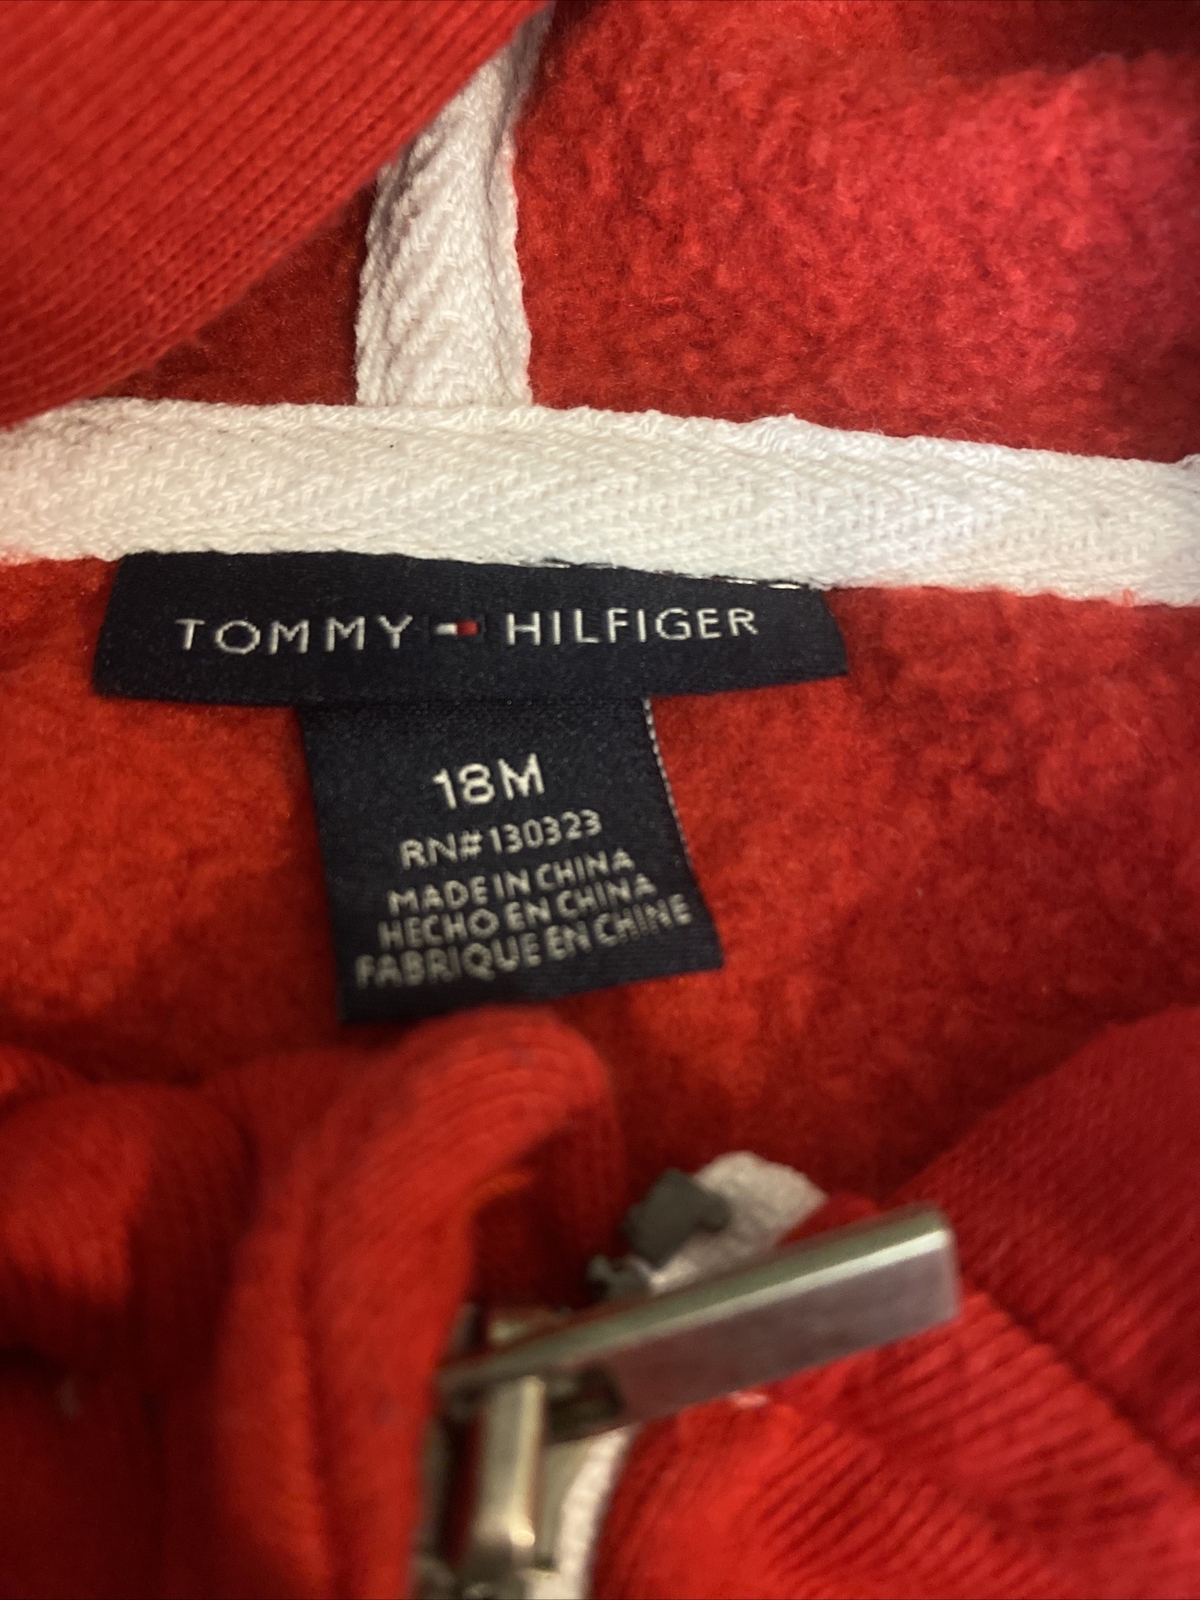 TOMMY HILFIGER
18M
RN#130323
MADE IN CHINA
HECHO EN CHINA
FABRIQUE EN CHINE